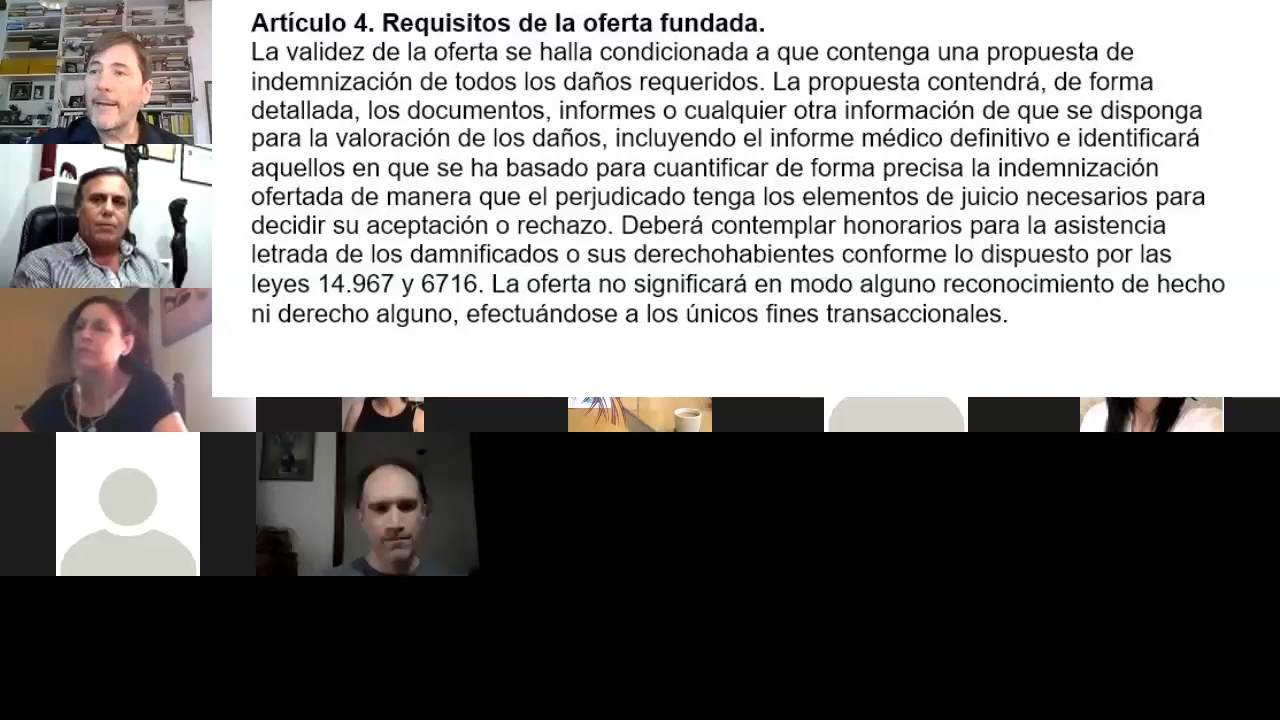 Artículo 4. Requisitos de la oferta fundada.
La validez de la oferta se halla condicionada a que contenga una propuesta de
indemnización de todos los daños requeridos. La propuesta contendrá, de forma
detallada, los documentos, informes o cualquier otra información de que se disponga
para la valoración de los daños, incluyendo el informe médico definitivo e identificará
aquellos en que se ha basado para cuantificar de forma precisa la indemnización
ofertada de manera que el perjudicado tenga los elementos de juicio necesarios para
decidir su aceptación o rechazo. Deberá contemplar honorarios para la asistencia
letrada de los damnificados o sus derechohabientes conforme lo dispuesto por las
leyes 14.967 y 6716. La oferta no significará en modo alguno reconocimiento de hecho
ni derecho alguno, efectuándose a los únicos fines transaccionales.